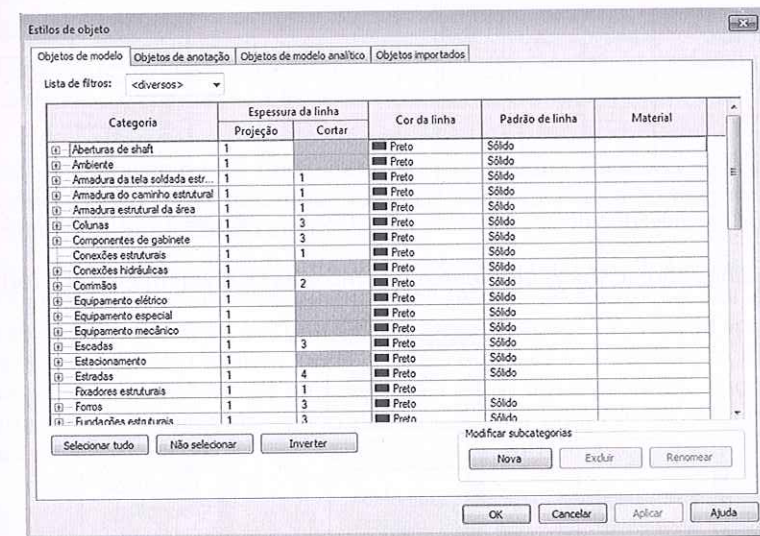 Estilos de objeto
Objetos de modelo Objetos de anotação Objetos de modelo analítico Objetos importados
Lista de filtros: <diversos>
Categoria Espessura da linha Cor da linha Padrão de linha Material
Projeção Cortar
Aberturas de shaft 1 Preto Sólido
Ambiente 1 Preto Sólido
Armadura da tela soldada estr... 1 1 Preto Sólido
Armadura do caminho estrutural 1 1 Preto Sólido
Armadura estrutural da área 1 1 Preto Sólido
Colunas 1 3 Preto Sólido
Componentes de gabinete 1 3 Preto Sólido
Conexões estruturais 1 1 Preto Sólido
Conexões hidráulicas 1 Preto Sólido
Corrimãos 1 2 Preto Sólido
Equipamento elétrico 1 Preto Sólido
Equipamento especial 1 Preto Sólido
Equipamento mecânico 1 Preto Sólido
Escadas 1 3 Preto Sólido
Estacionamento 1 Preto Sólido
Estradas 1 4 Preto Sólido
Fixadores estruturais 1 1 Preto
Forros 1 3 Preto Sólido
Fundações estruturais 1 3 Preto Sólido
Selecionar tudo Não selecionar Inverter
Modificar subcategorias
Nova Excluir Renomear
OK Cancelar Aplicar Ajuda